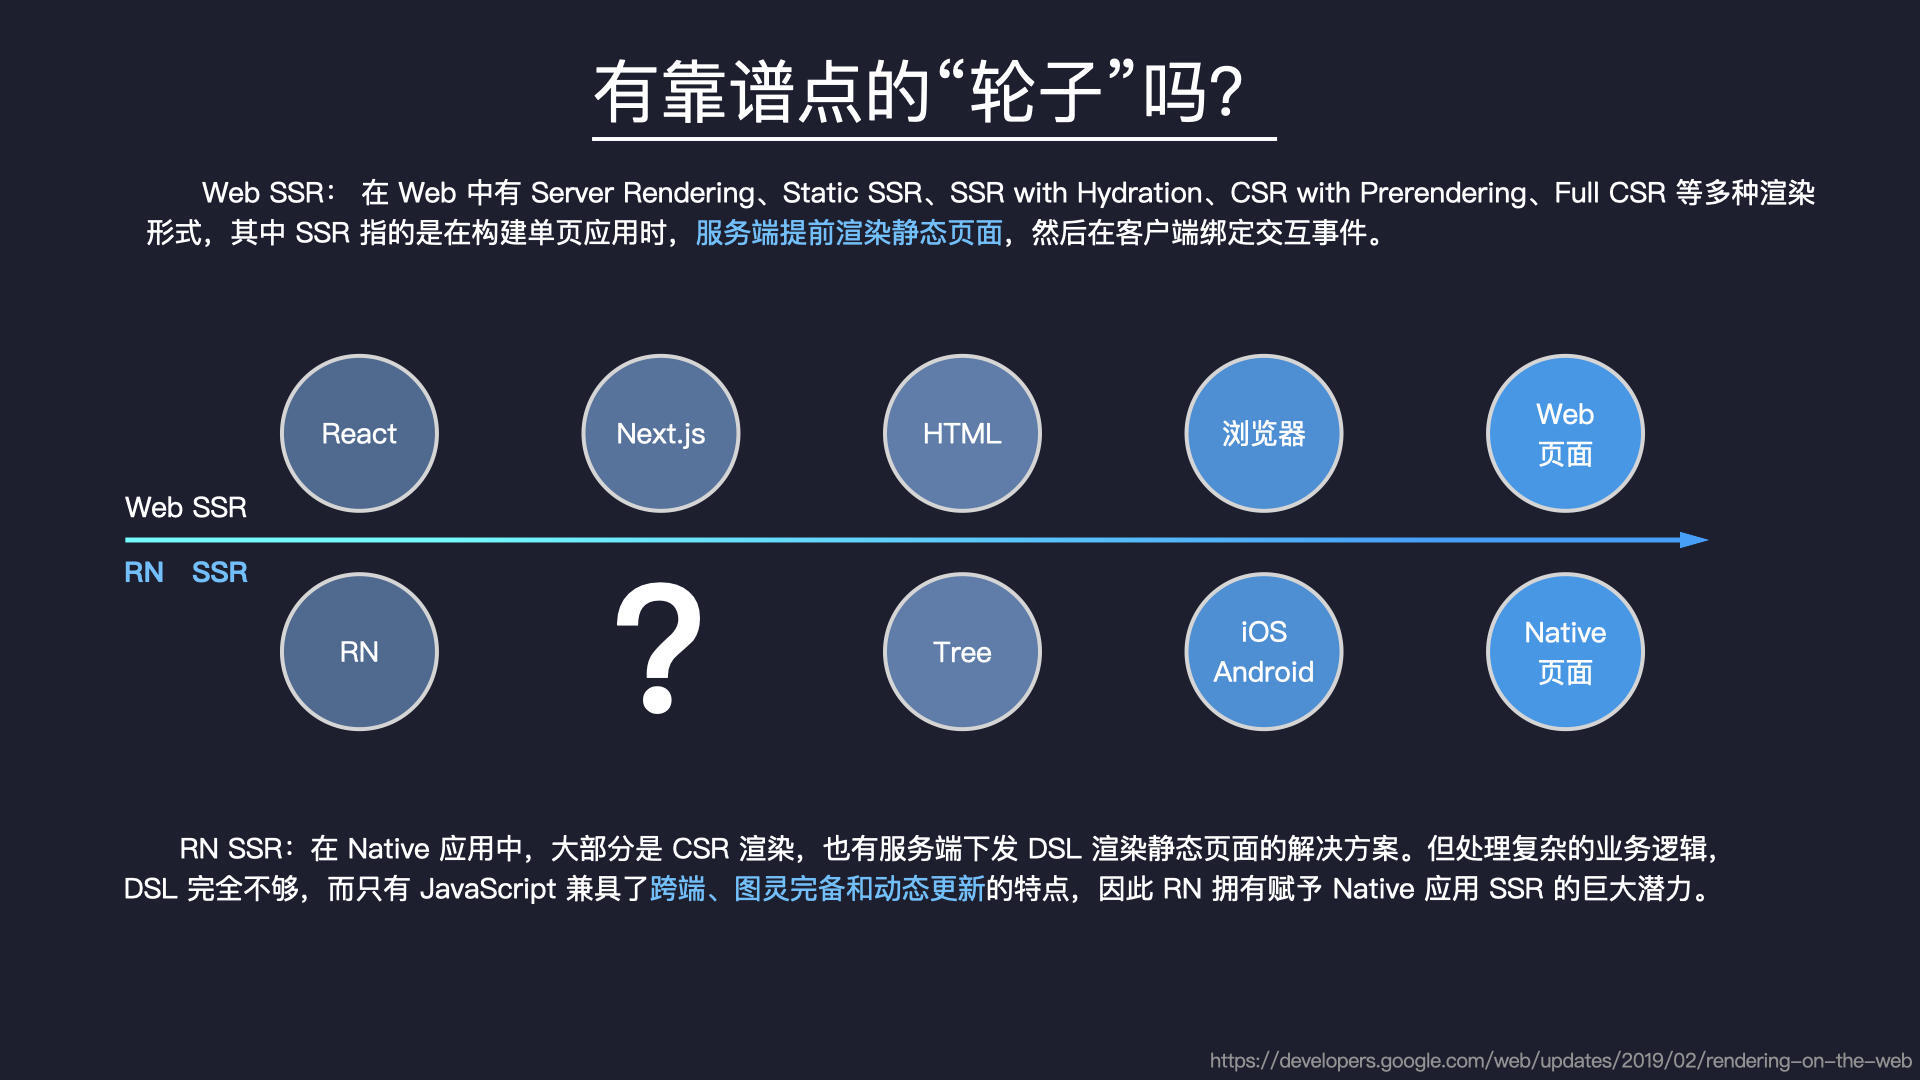 有靠谱点的“轮子”吗?
Web SSR： 在 Web 中有 Server Rendering、Static SSR、SSR with Hydration、CSR with Prerendering、Full CSR 等多种渲染
形式，其中 SSR 指的是在构建单页应用时，服务端提前渲染静态页面，然后在客户端绑定交互事件。
React
Next.js
HTML
浏览器
Web
页面
Web SSR
RN SSR
RN
?
Tree
iOS
Android
Native
页面
RN SSR：在 Native 应用中，大部分是 CSR 渲染，也有服务端下发 DSL 渲染静态页面的解决方案。但处理复杂的业务逻辑，
DSL 完全不够，而只有 JavaScript 兼具了跨端、图灵完备和动态更新的特点，因此 RN 拥有赋予 Native 应用 SSR 的巨大潜力。
https://developers.google.com/web/updates/2019/02/rendering-on-the-web